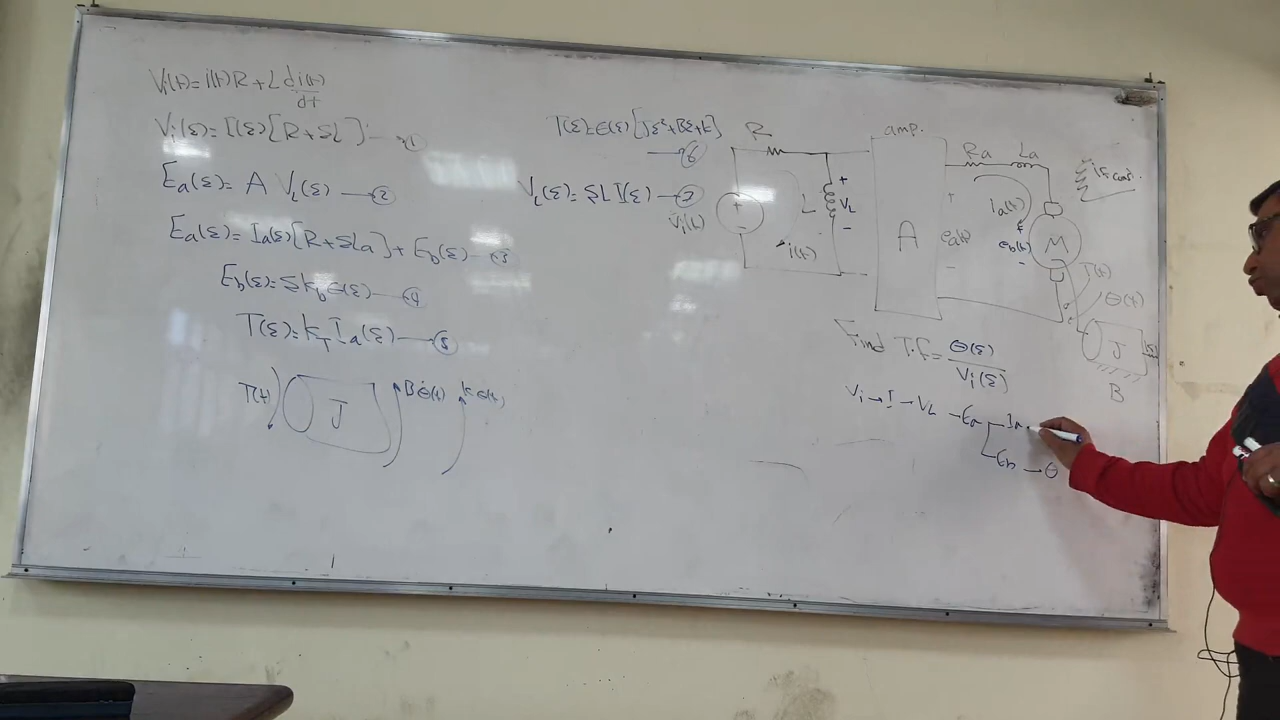 Vi(t)=i(t)R+L di(t)/dt
Vi(s)=I(s)[R+SL] → 1
Ea(s)=A VL(s) — 2
Ea(s)=Ia(s)[R+SLa]+Eb(s) — 3
Eb(s)=S kb θ(s) — 4
T(s)=kT Ia(s) — 5
T(t) J Bθ̇(t) kθ(t)
T(s)=θ(s)[Js²+Bs+k]
— 6
VL(s)=SL I(s) — 7
R
Vi(t)
+
-
i(t)
L
+
VL
-
amp.
A
Ra La
+
ea(t)
-
Ia(t)
+
eb(t)
-
M
if const.
T(t)
θ(t)
J
B
Find T.F = θ(s)/Vi(s)
Vi → I → VL → Ea — Ia
Eb → θ